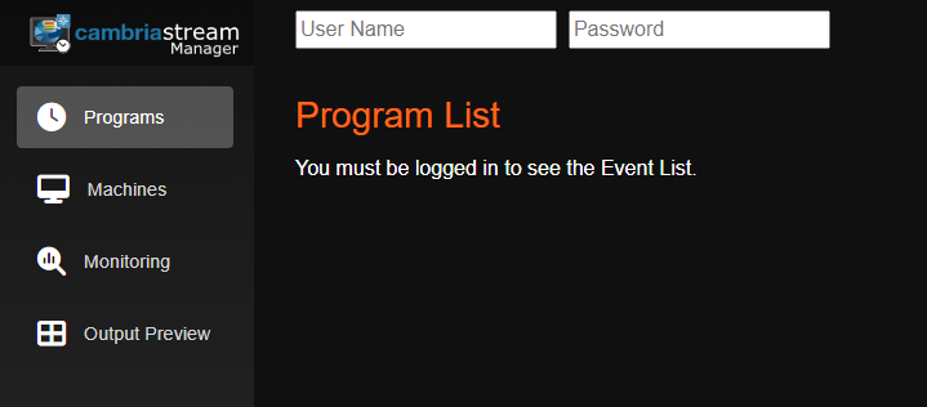 cambriastream
Manager
User Name
Password
Programs
Machines
Monitoring
Output Preview
Program List
You must be logged in to see the Event List.